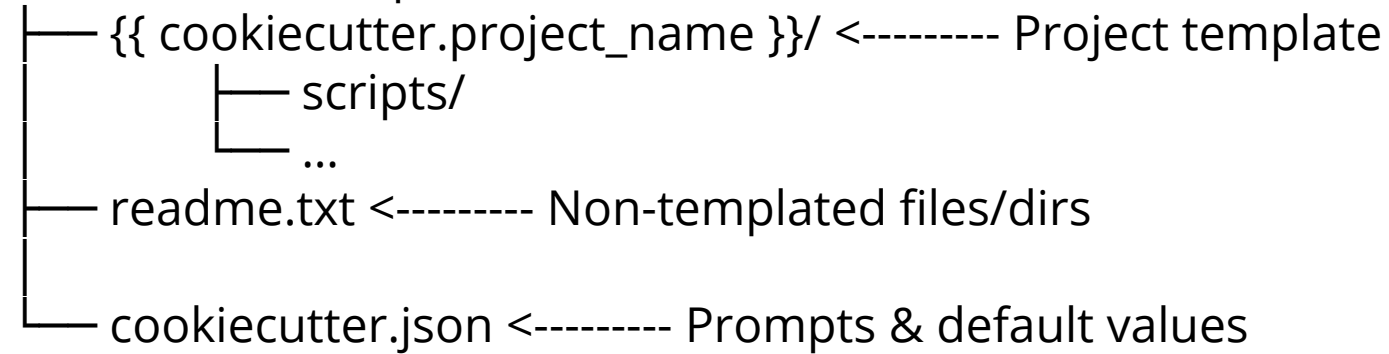 ├── {{ cookiecutter.project_name }}/ <--------- Project template
│ ├── scripts/
│ └── ...
├── readme.txt <--------- Non-templated files/dirs
│
└── cookiecutter.json <--------- Prompts & default values